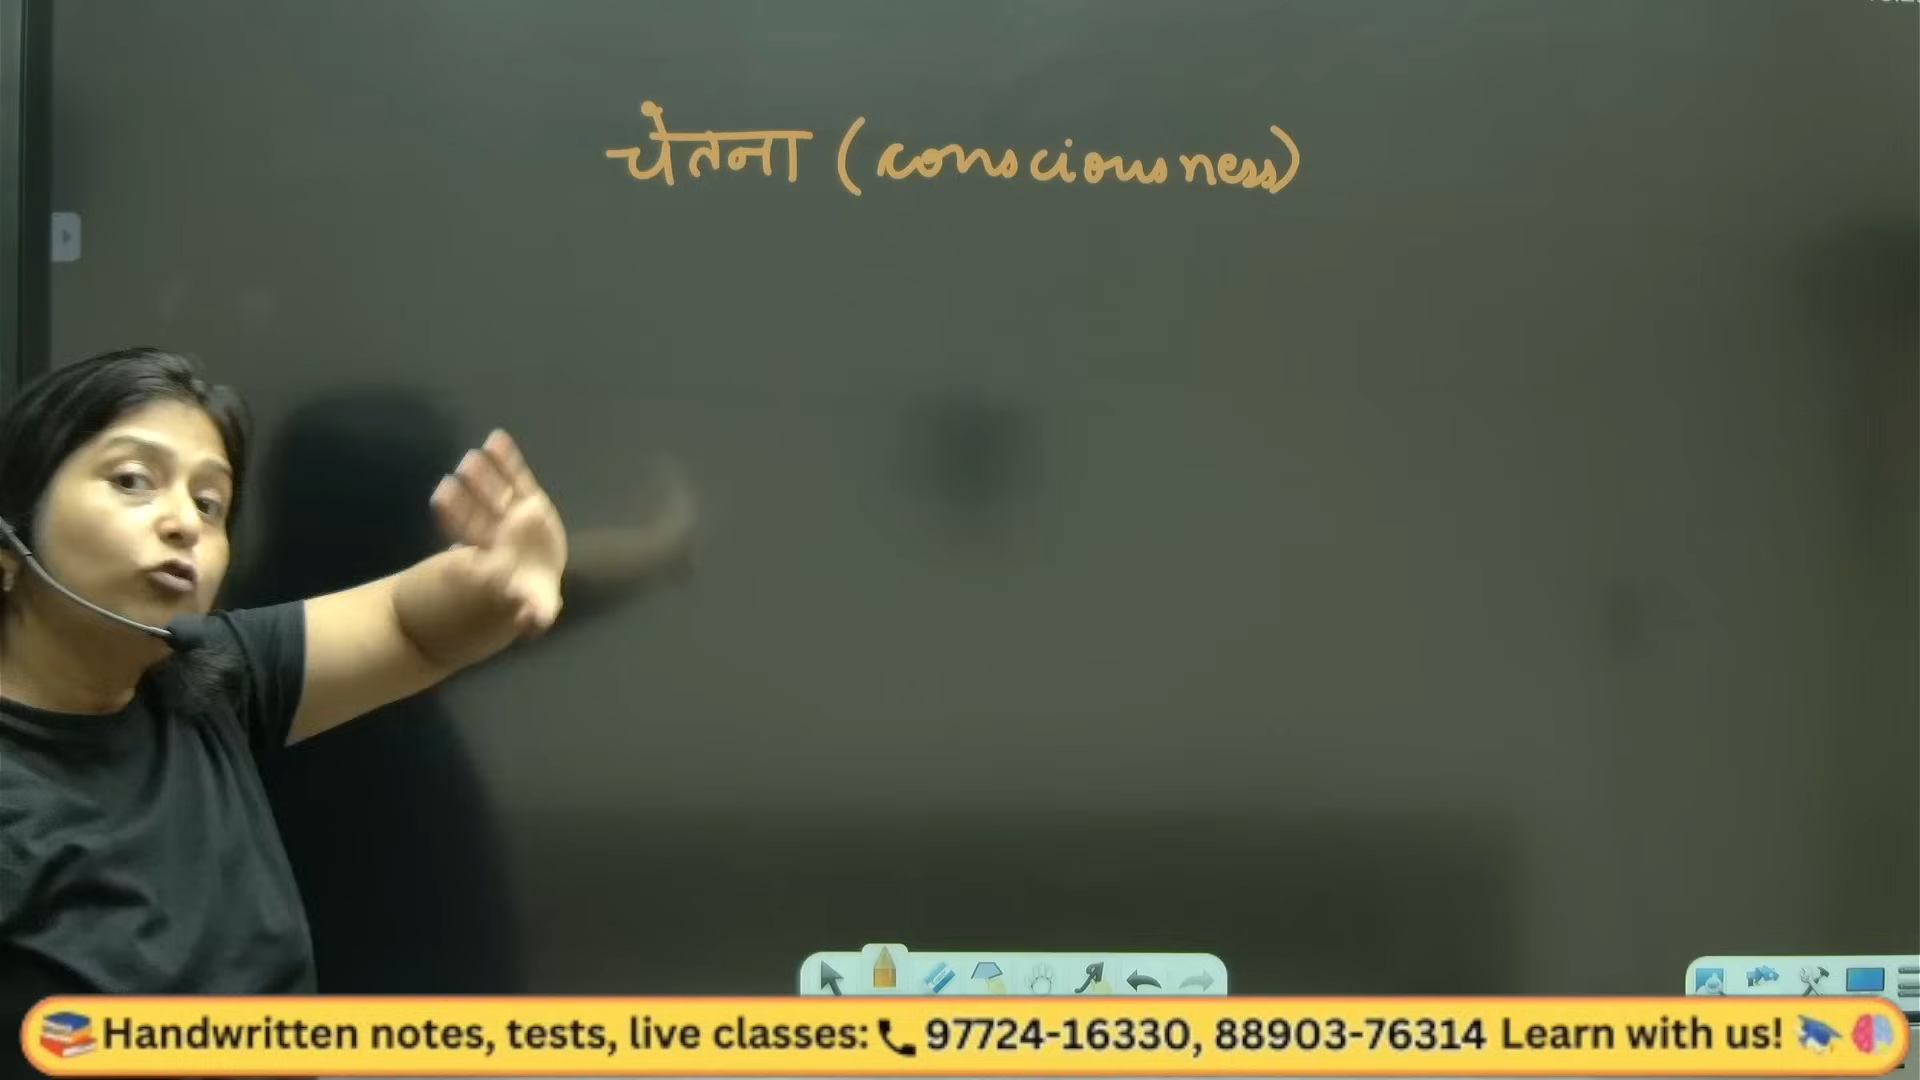 चेतना (consciousness)
Handwritten notes, tests, live classes: 97724-16330, 88903-76314 Learn with us!